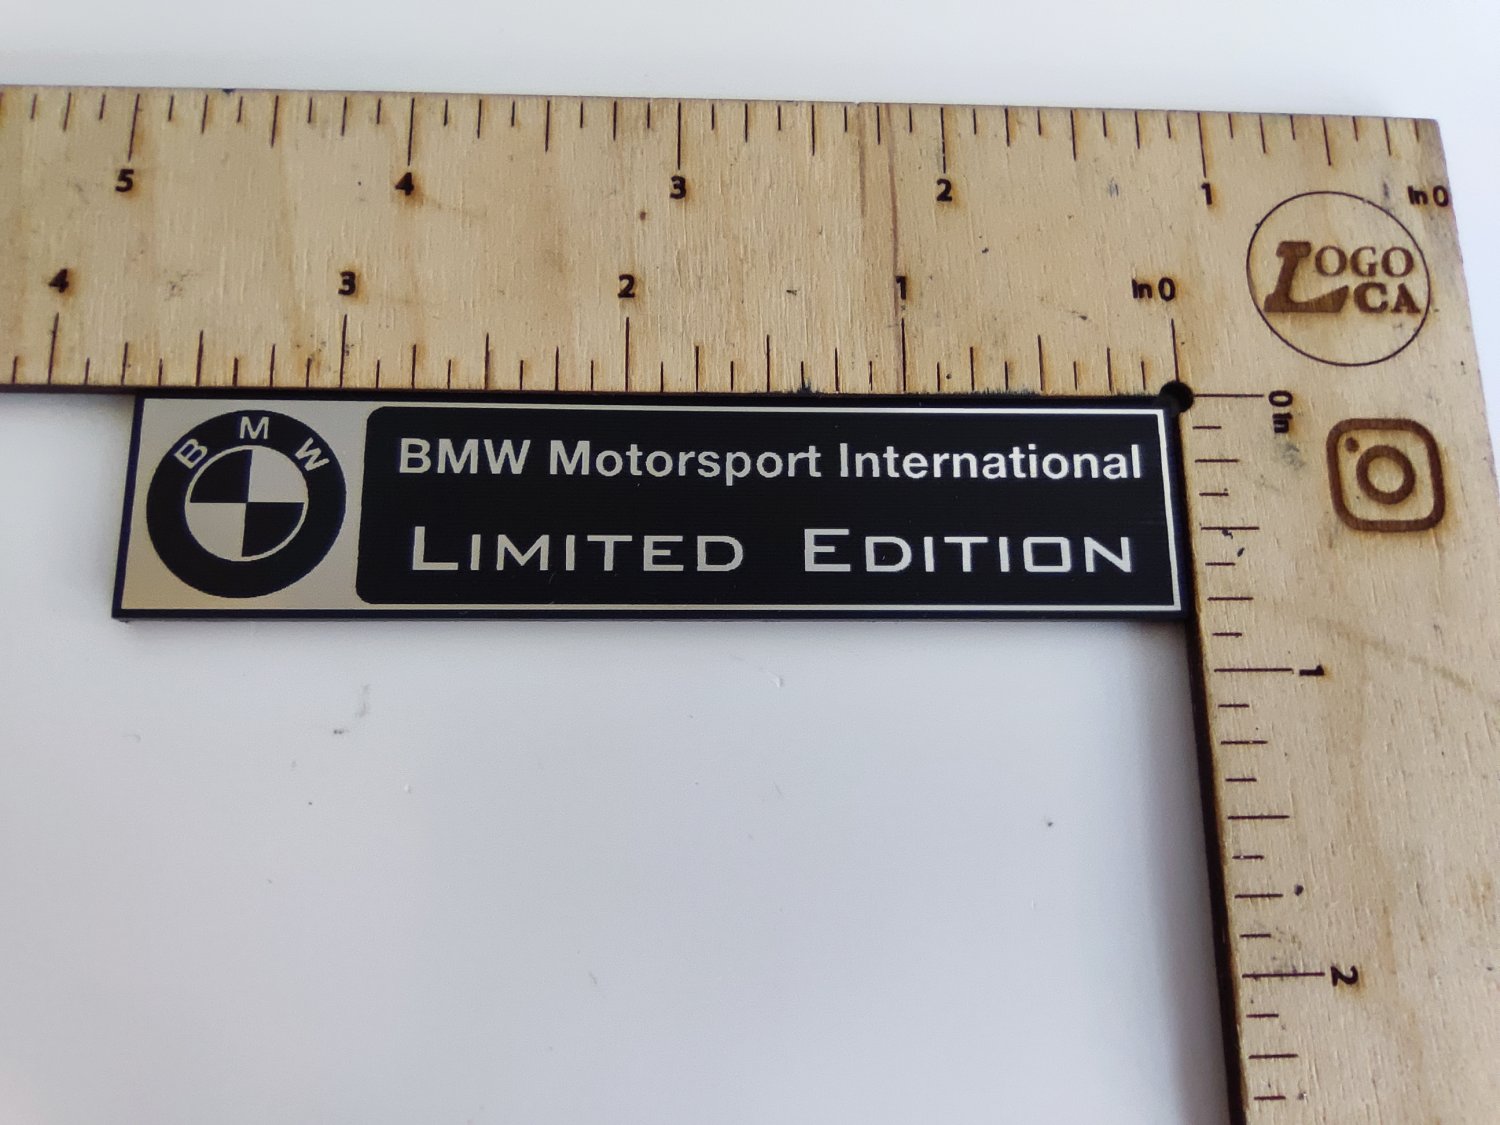 5 4 3 2 1 In 0
4 3 2 1 In 0
LOGO
CA
0 in
1
2
B M W
BMW Motorsport International
LIMITED EDITION